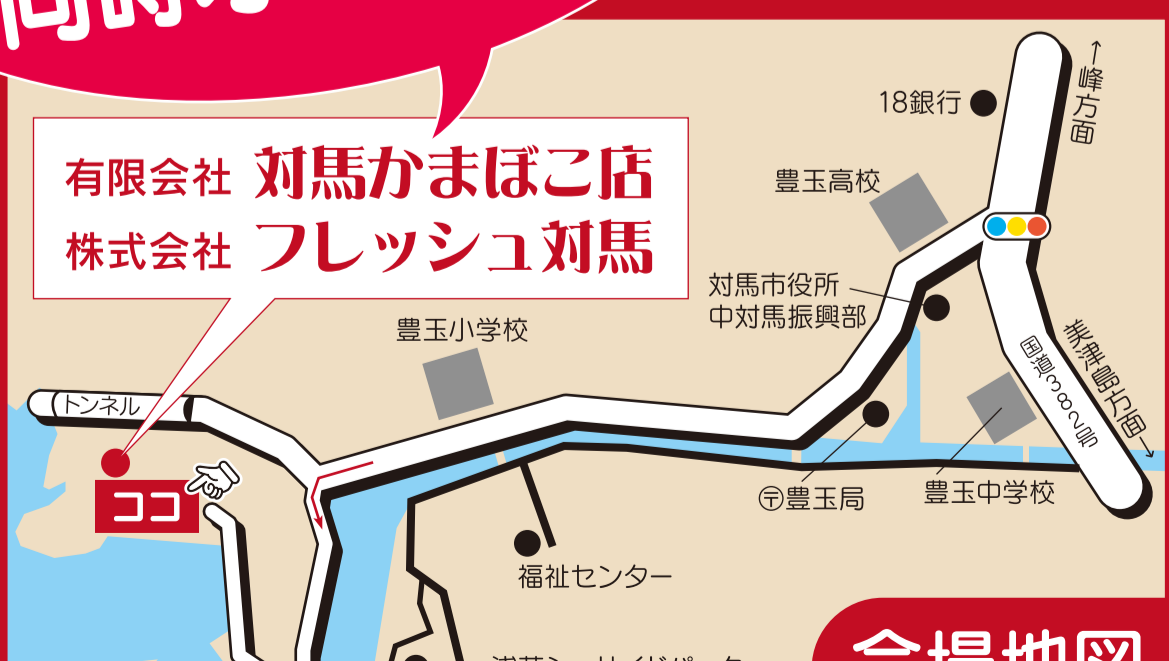 有限会社 対馬かまぼこ店
株式会社 フレッシュ対馬
↑峰方面
18銀行
豊玉高校
対馬市役所
中対馬振興部
豊玉小学校
国道382号
美津島方面→
トンネル
ココ
〶豊玉局
豊玉中学校
福祉センター
会場地図